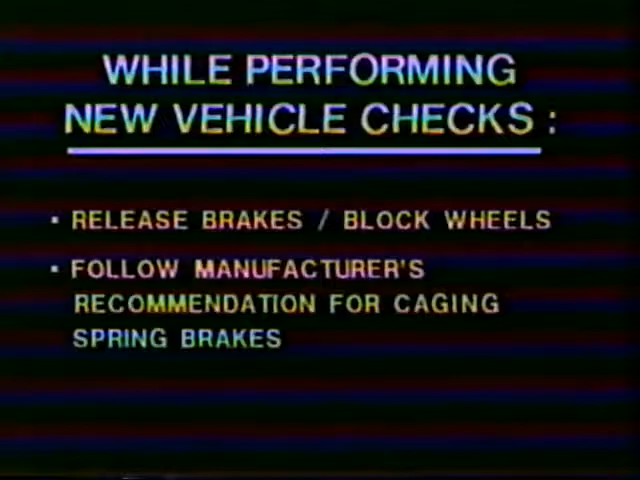 WHILE PERFORMING
NEW VEHICLE CHECKS :
▪ RELEASE BRAKES / BLOCK WHEELS
▪ FOLLOW MANUFACTURER'S
RECOMMENDATION FOR CAGING
SPRING BRAKES